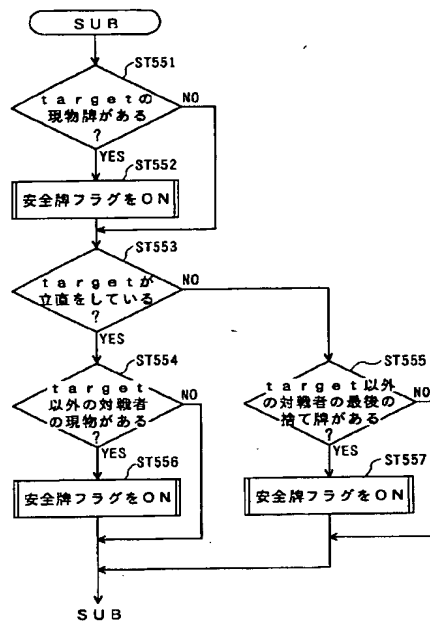 SUB
ST551
targetの
現物牌がある
?
NO
YES
ST552
安全牌フラグをON
ST553
targetが
立直をしている
?
NO
YES
ST554
target
以外の対戦者
の現物がある
?
NO
YES
ST555
target以外
の対戦者の最後の
捨て牌がある
?
NO
YES
ST556
安全牌フラグをON
ST557
安全牌フラグをON
SUB